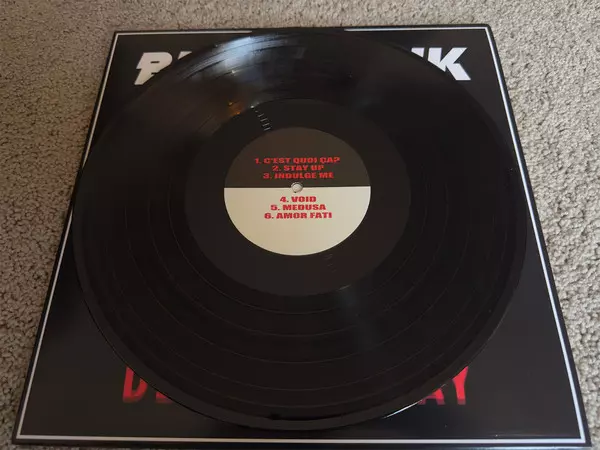 1. C'EST QUOI ÇA?
2. STAY UP
3. INDULGE ME
4. VOID
5. MEDUSA
6. AMOR FATI